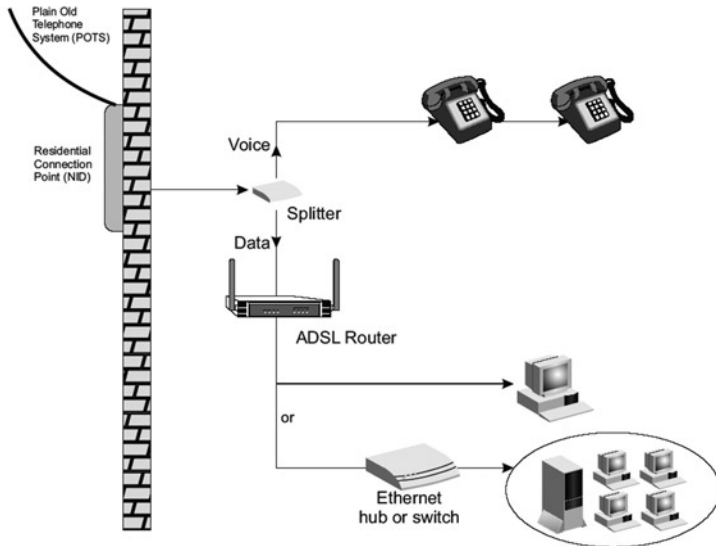 Plain Old
Telephone
System (POTS)
Residential
Connection
Point (NID)
Voice
Splitter
Data
ADSL Router
or
Ethernet
hub or switch